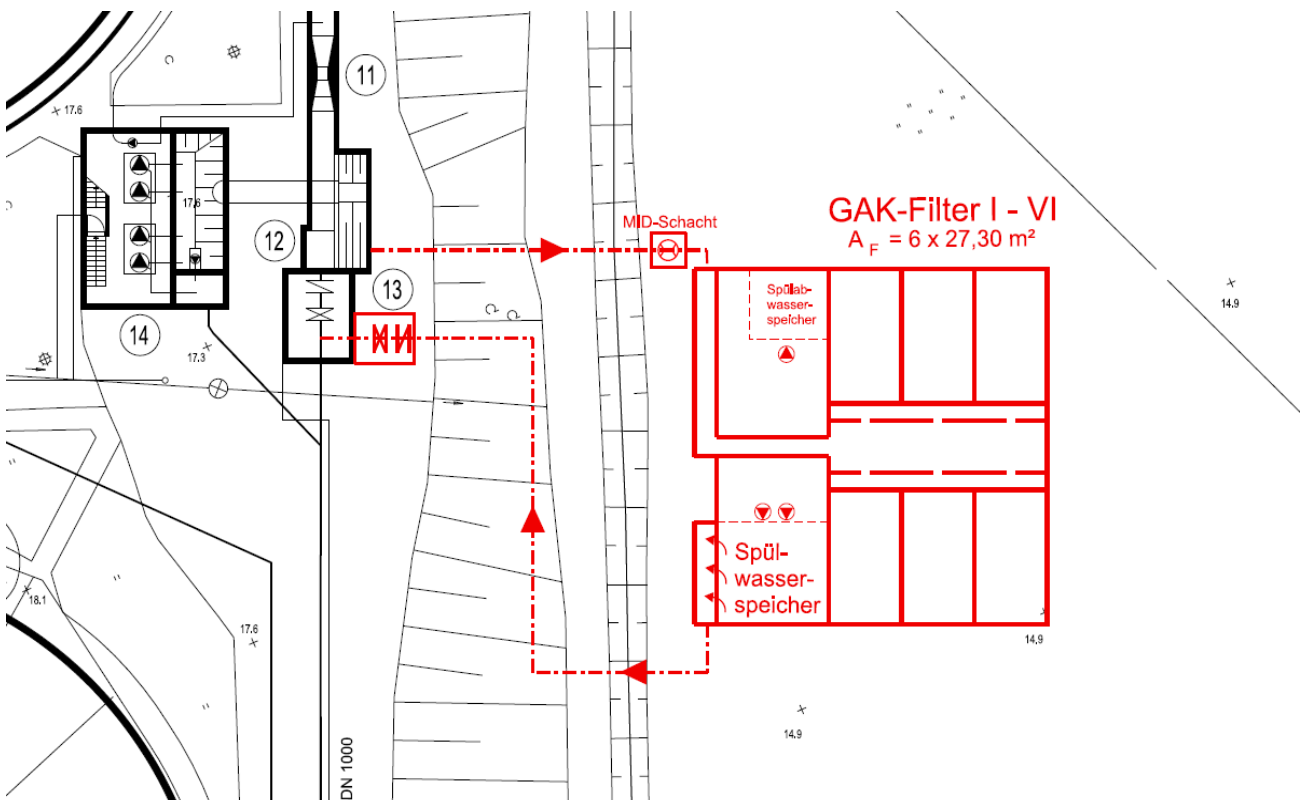 11
17.6
MID-Schacht
GAK-Filter I - VI
A F = 6 x 27,30 m²
17.6
12
13
Spülab-
wasser-
speicher
14.9
14
17.3
Spül-
wasser-
speicher
18.1
17.6
14,9
14.9
DN 1000